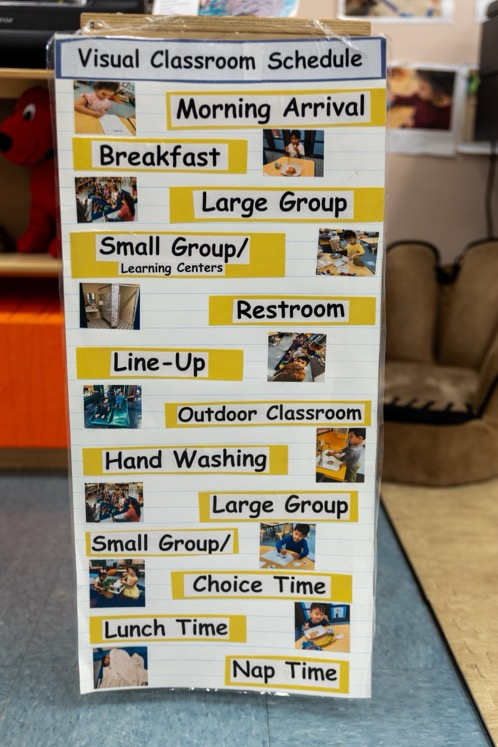 Visual Classroom Schedule
Morning Arrival
Breakfast
Large Group
Small Group/
Learning Centers
Restroom
Line-Up
Outdoor Classroom
Hand Washing
Large Group
Small Group/
Choice Time
Lunch Time
Nap Time